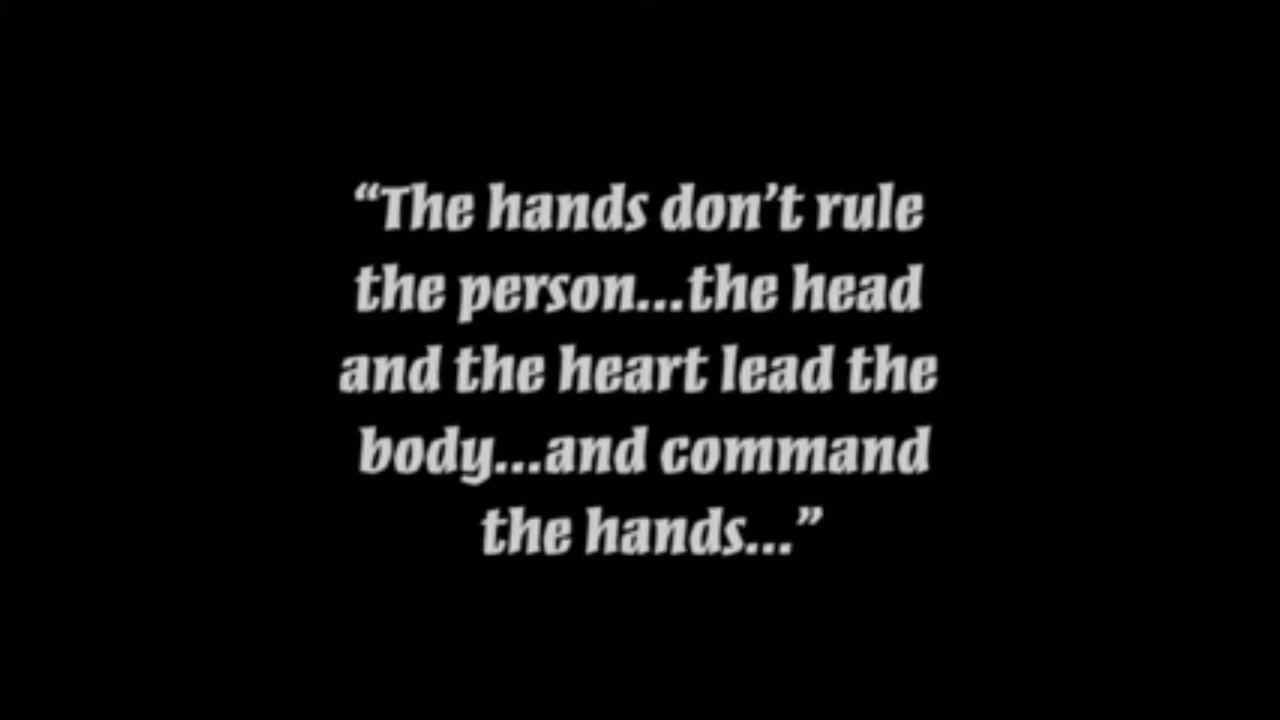 “The hands don’t rule
the person...the head
and the heart lead the
body...and command
the hands...”